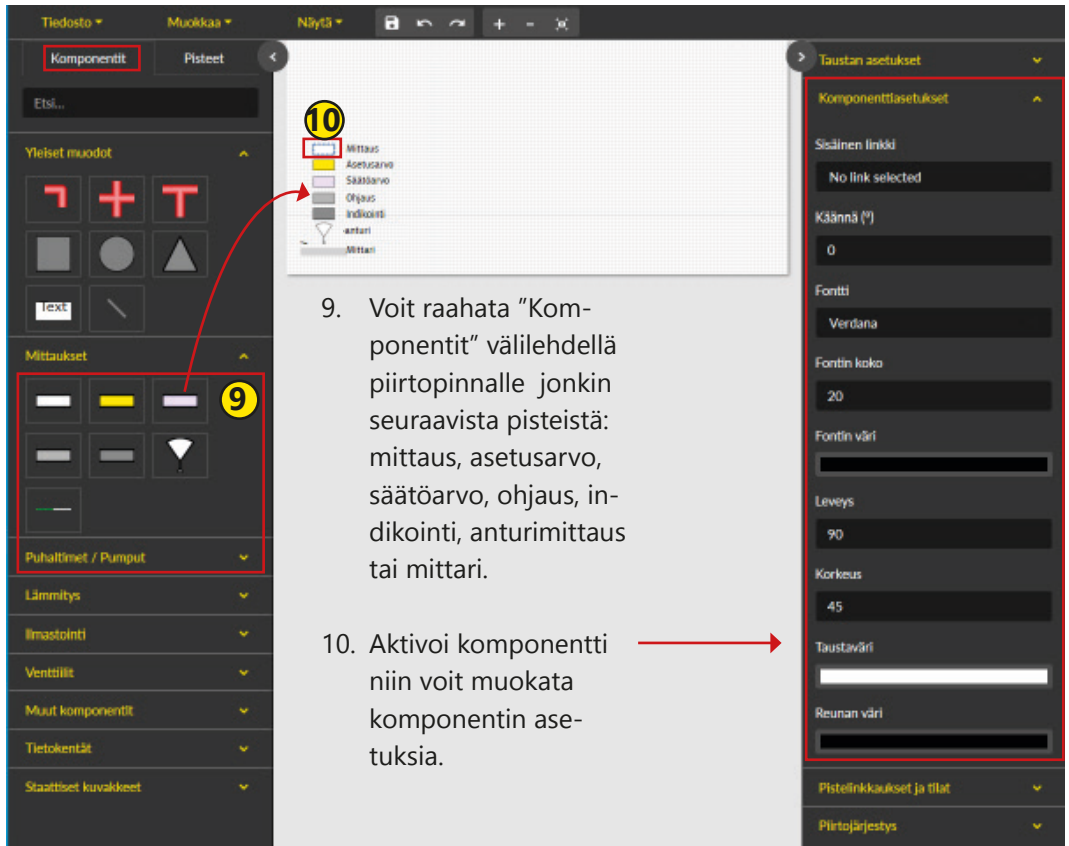 Tiedosto Muokkaa Näytä
Komponentit Pisteet
Etsi...
Yleiset muodot
Text
Mittaukset
9
Puhaltimet / Pumput
Lämmitys
Ilmastointi
Venttiilit
Muut komponentit
Tietokentät
Staattiset kuvakkeet
10
Mittaus
Asetusarvo
Säätöarvo
Ohjaus
Indikointi
-anturi
Mittari
9. Voit raahata ”Kom-
ponentit” välilehdellä
piirtopinnalle jonkin
seuraavista pisteistä:
mittaus, asetusarvo,
säätöarvo, ohjaus, in-
dikointi, anturimittaus
tai mittari.
10. Aktivoi komponentti
niin voit muokata
komponentin ase-
tuksia.
Taustan asetukset
Komponenttiasetukset
Sisäinen linkki
No link selected
Käännä (º)
0
Fontti
Verdana
Fontin koko
20
Fontin väri
Leveys
90
Korkeus
45
Taustaväri
Reunan väri
Pistelinkkaukset ja tilat
Piirtojärjestys